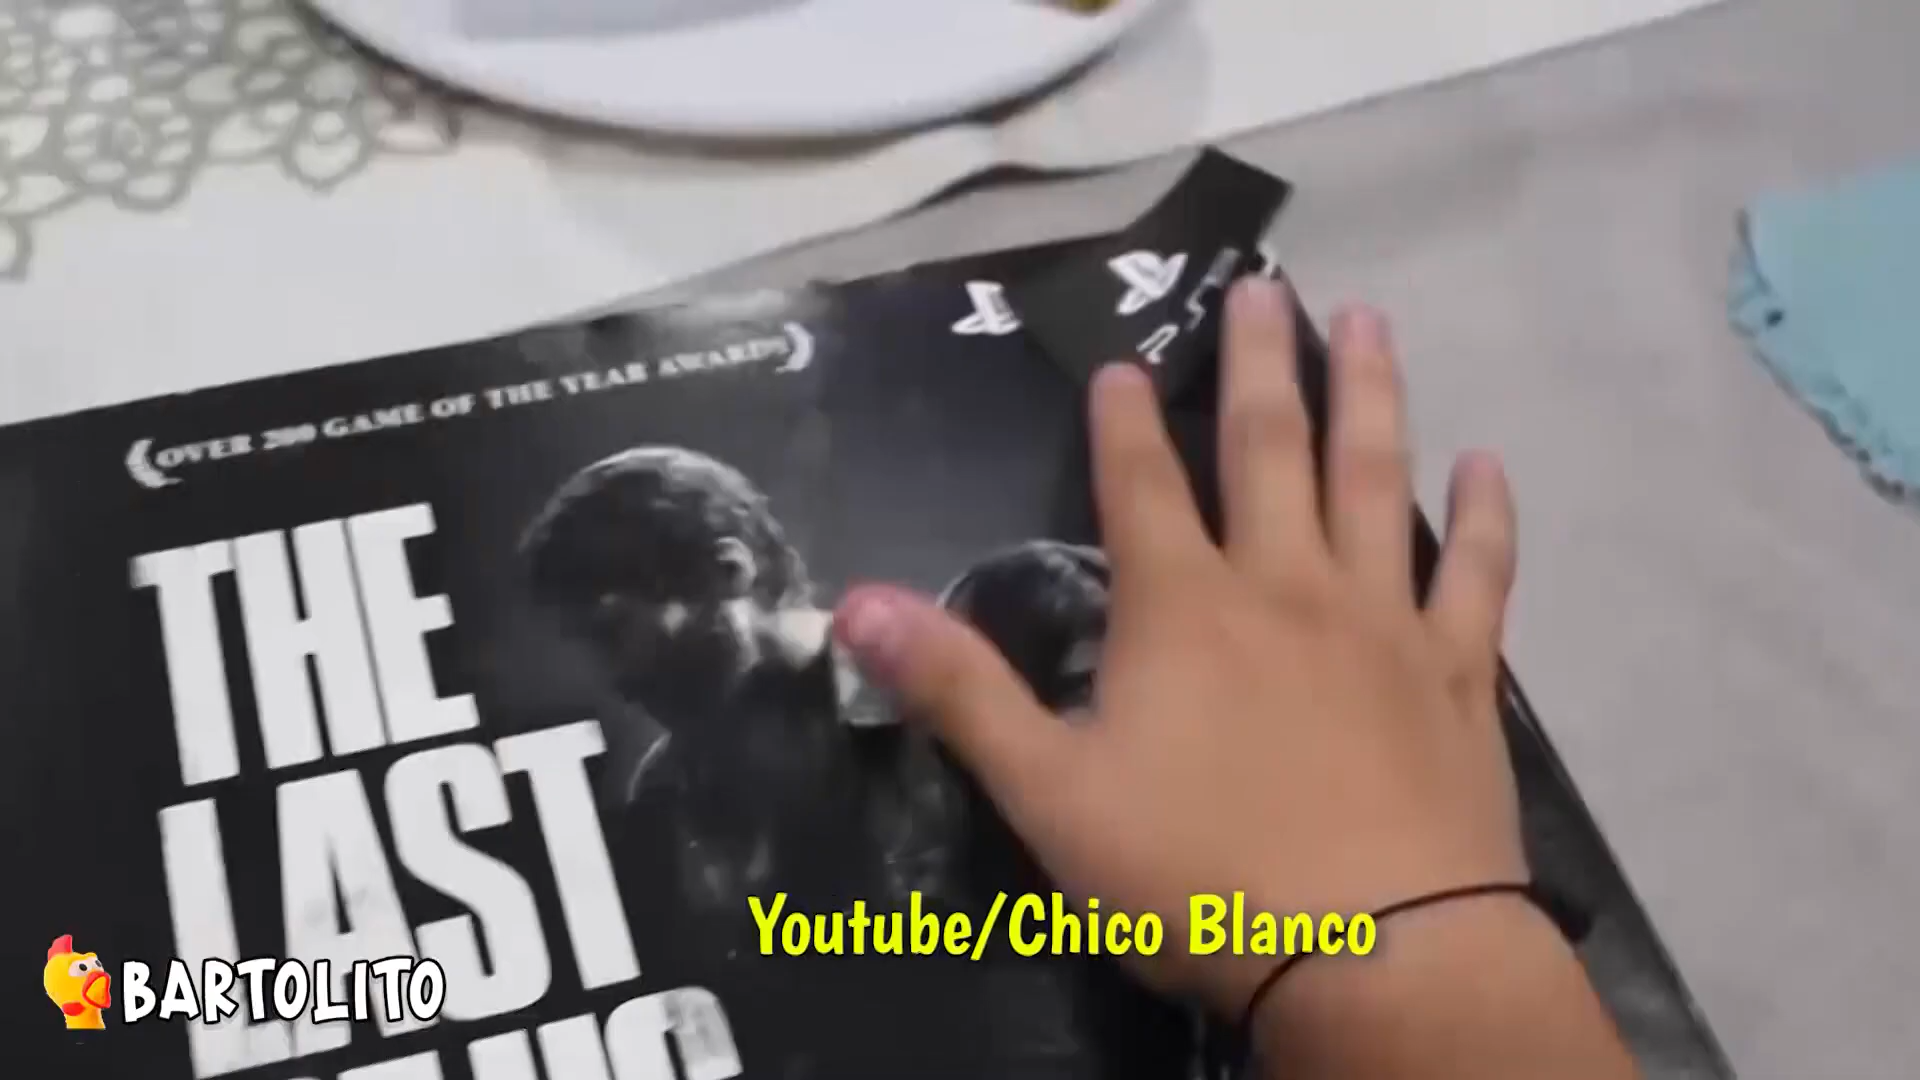 OVER 200 GAME OF THE YEAR AWARDS
THE
LAST
Youtube/Chico Blanco
BARTOLITO